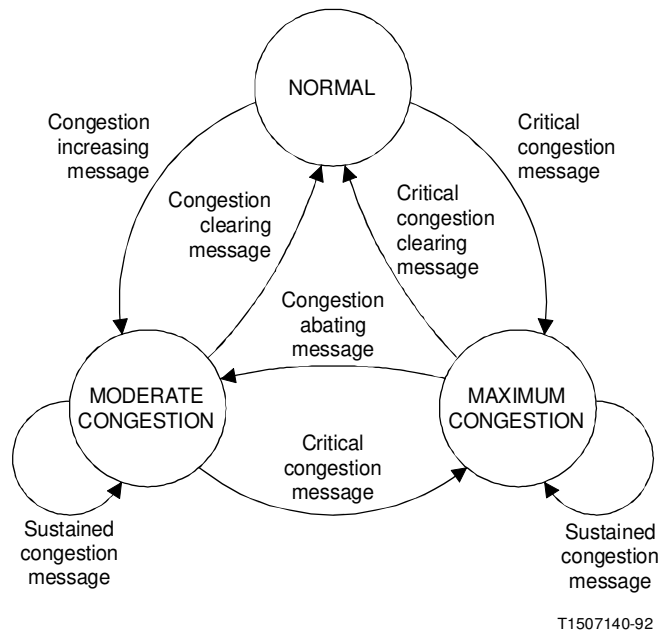 NORMAL
Congestion
increasing
message
Critical
congestion
message
Congestion
clearing
message
Critical
congestion
clearing
message
Congestion
abating
message
MODERATE
CONGESTION
MAXIMUM
CONGESTION
Critical
congestion
message
Sustained
congestion
message
Sustained
congestion
message
T1507140-92